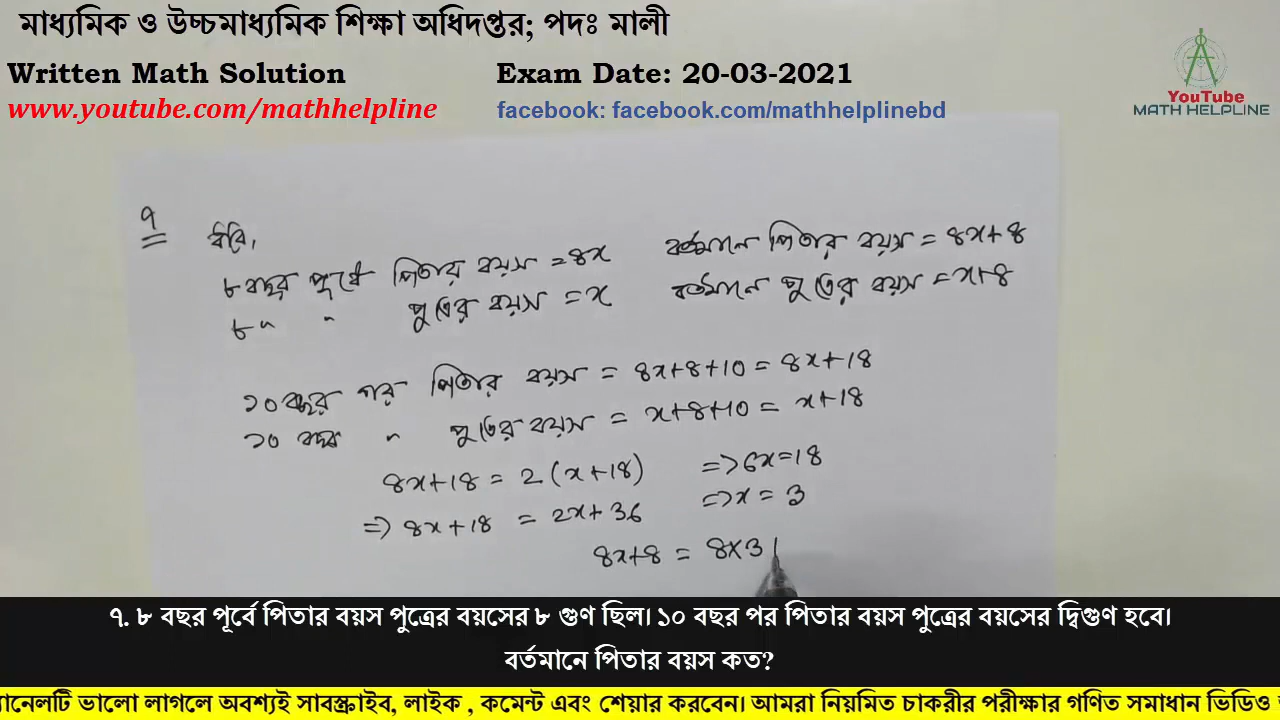 মাধ্যমিক ও উচ্চমাধ্যমিক শিক্ষা অধিদপ্তর; পদঃ মালী
Written Math Solution
Exam Date: 20-03-2021
www.youtube.com/mathhelpline
facebook: facebook.com/mathhelplinebd
YouTube
MATH HELPLINE
৭
ধরি,
৮ বছর পূর্বে পিতার বয়স = 8x
বর্তমানে পিতার বয়স = 8x+8
৮ " " পুত্রের বয়স = x
বর্তমানে পুত্রের বয়স = x+8
১০ বছর পর পিতার বয়স = 8x+8+10 = 8x+18
১০ বছর " পুত্রের বয়স = x+8+10 = x+18
8x+18 = 2(x+18)
=> 6x=18
=> 8x+18 = 2x+36
=> x = 3
8x+8 = 8x3
৭. ৮ বছর পূর্বে পিতার বয়স পুত্রের বয়সের ৮ গুণ ছিল। ১০ বছর পর পিতার বয়স পুত্রের বয়সের দ্বিগুণ হবে।
বর্তমানে পিতার বয়স কত?
্যানেলটি ভালো লাগলে অবশ্যই সাবস্ক্রাইব, লাইক , কমেন্ট এবং শেয়ার করবেন। আমরা নিয়মিত চাকরীর পরীক্ষার গণিত সমাধান ভিডিও